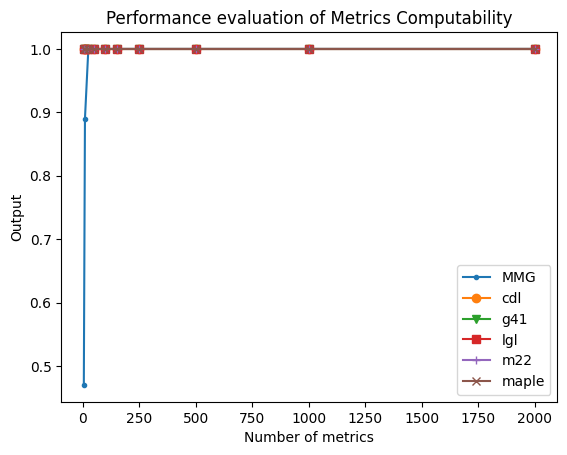 Performance evaluation of Metrics Computability
1.0
0.9
0.8
0.7
0.6
0.5
Output
MMG
cdl
g41
lgl
m22
maple
0 250 500 750 1000 1250 1500 1750 2000
Number of metrics